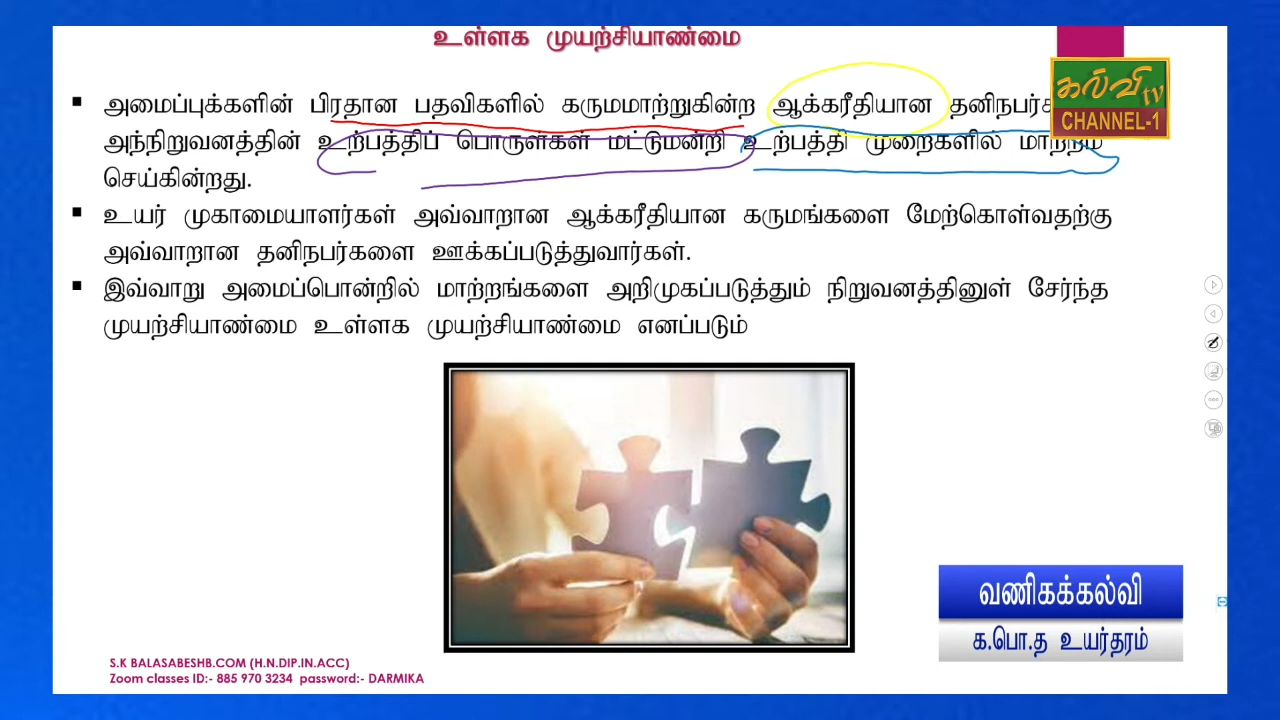 உள்ளக முயற்சியாண்மை
கல்வி tv
CHANNEL-1
அமைப்புக்களின் பிரதான பதவிகளில் கருமமாற்றுகின்ற ஆக்கரீதியான
அந்நிறுவனத்தின் உற்பத்திப் பொருள்கள் மட்டுமன்றி உற்பத்தி முறைகளில் மாற்றம்
செய்கின்றது.
உயர் முகாமையாளர்கள் அவ்வாறான ஆக்கரீதியான கருமங்களை மேற்கொள்வதற்கு
அவ்வாறான தனிநபர்களை ஊக்கப்படுத்துவார்கள்.
இவ்வாறு அமைப்பொன்றில் மாற்றங்களை அறிமுகப்படுத்தும் நிறுவனத்தினுள் சேர்ந்த
முயற்சியாண்மை உள்ளக முயற்சியாண்மை எனப்படும்
வணிகக்கல்வி
க.பொ.த உயர்தரம்
S.K BALASABESHB.COM (H.N.DIP.IN.ACC)
Zoom classes ID:- 885 970 3234 password:- DARMIKA